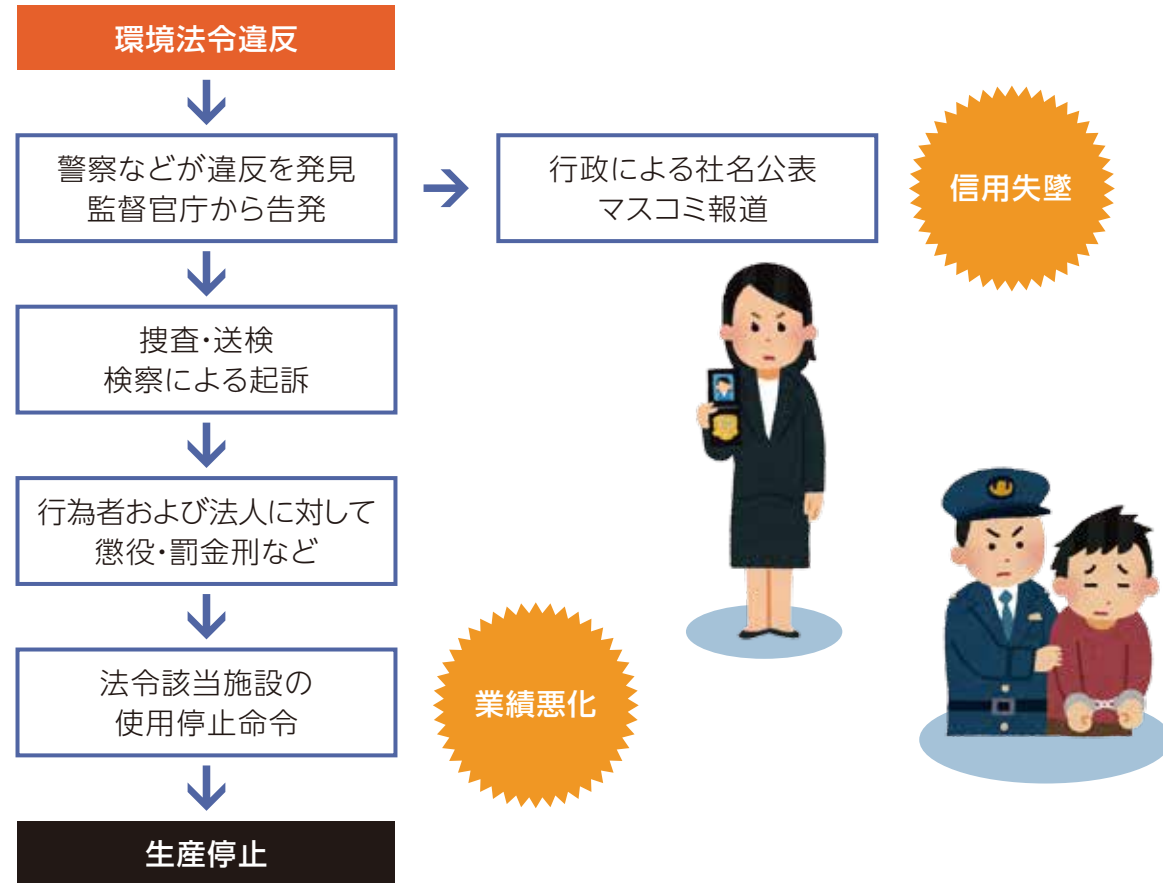 環境法令違反
警察などが違反を発見
監督官庁から告発
行政による社名公表
マスコミ報道
信用失墜
捜査・送検
検察による起訴
行為者および法人に対して
懲役・罰金刑など
法令該当施設の
使用停止命令
業績悪化
生産停止